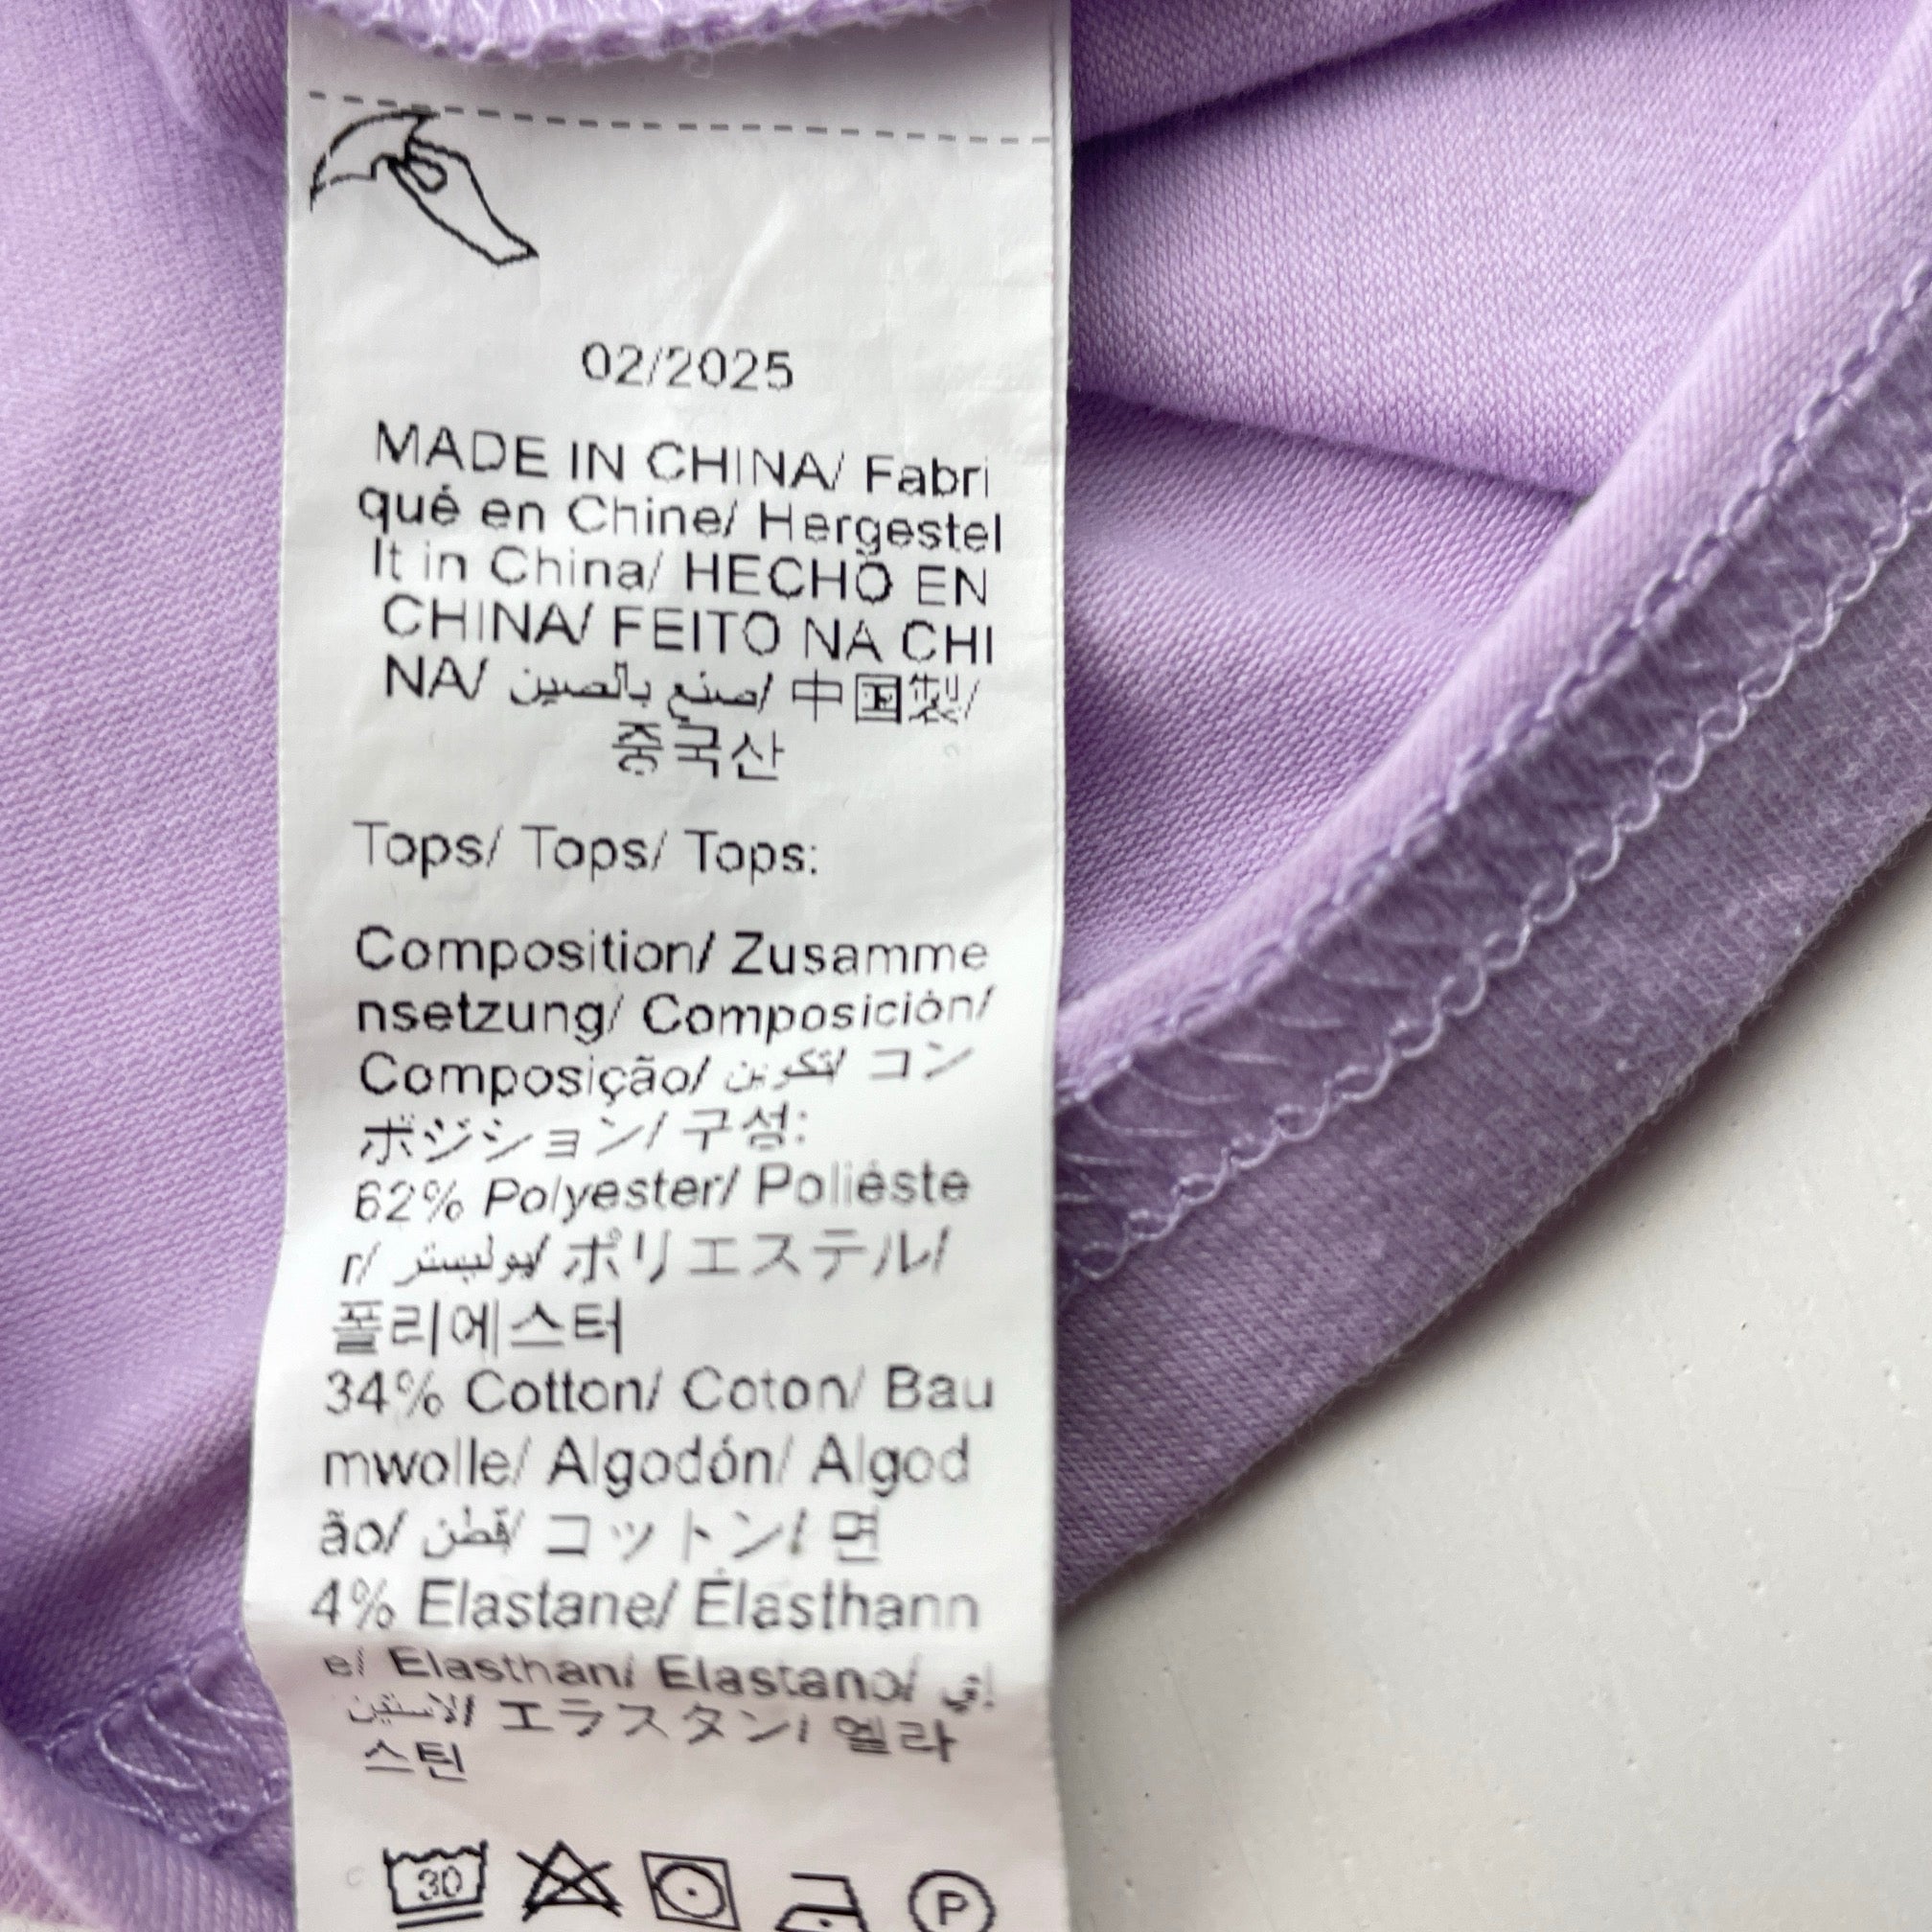 02/2025
MADE IN CHINA/ Fabri
qué en Chine/ Hergestel
lt in China/ HECHO EN
CHINA/ FEITO NA CHI
NA/ صنع بالصين/ 中国製/
중국산
Tops/ Tops/ Tops:
Composition/ Zusamme
nsetzung/ Composición/
Composição/ تكوين/ コン
ポジション/ 구성:
62% Polyester/ Poliéste
r/ بوليستر/ ポリエステル/
폴리에스터
34% Cotton/ Coton/ Bau
mwolle/ Algodón/ Algod
ão/ قطن/ コットン/ 면
4% Elastane/ Élasthann
e/ Elasthan/ Elastano/
エラスタン/ 엘라
스틴
30
P